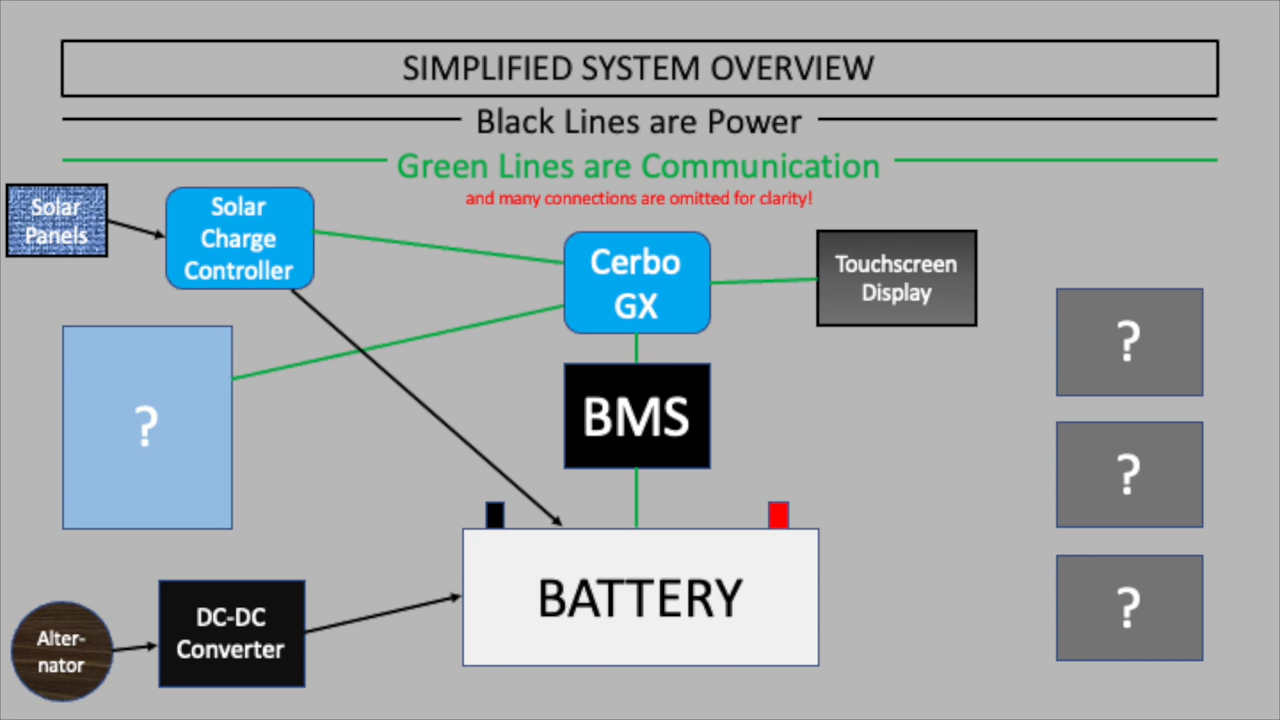 SIMPLIFIED SYSTEM OVERVIEW
Black Lines are Power
Green Lines are Communication
and many connections are omitted for clarity!
Solar
Panels
Solar
Charge
Controller
Cerbo
GX
Touchscreen
Display
?
?
BMS
?
BATTERY
?
DC-DC
Converter
Alter-
nator